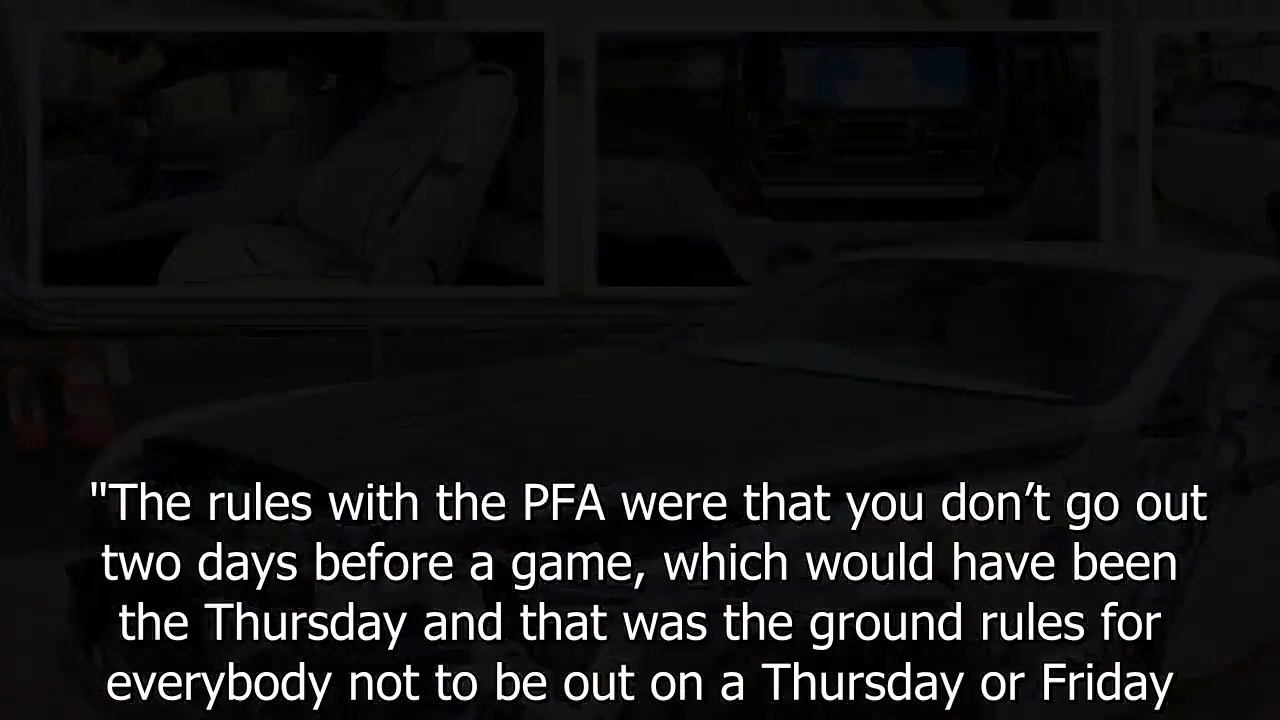 "The rules with the PFA were that you don’t go out
two days before a game, which would have been
the Thursday and that was the ground rules for
everybody not to be out on a Thursday or Friday